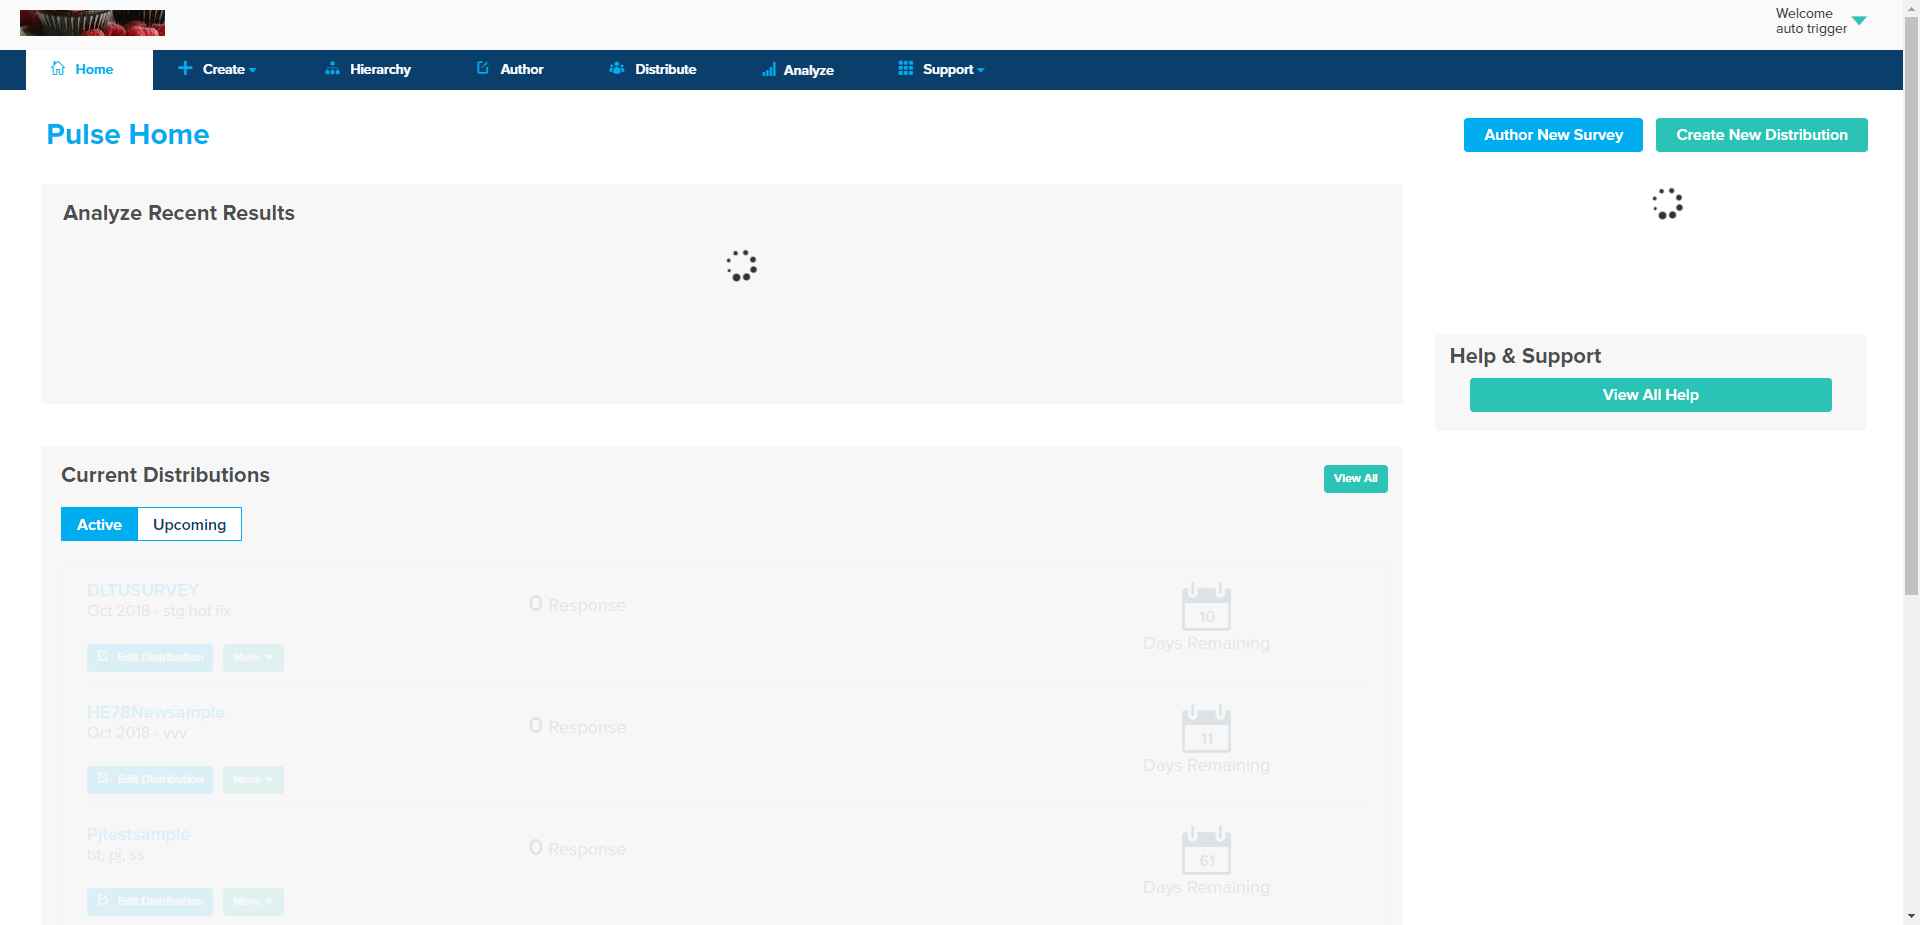 Welcome
auto trigger
Home
Create
Hierarchy
Author
Distribute
Analyze
Support
Pulse Home
Author New Survey
Create New Distribution
Analyze Recent Results
Help & Support
View All Help
Current Distributions
View All
Active
Upcoming
DLTUSURVEY
Oct 2018 - stg hot fix
0 Response
10
Days Remaining
Edit Distribution
More
HE78Newsample
Oct 2018 - vvv
0 Response
11
Days Remaining
Edit Distribution
More
Pjtestsample
bt, pj, ss
0 Response
61
Days Remaining
Edit Distribution
More